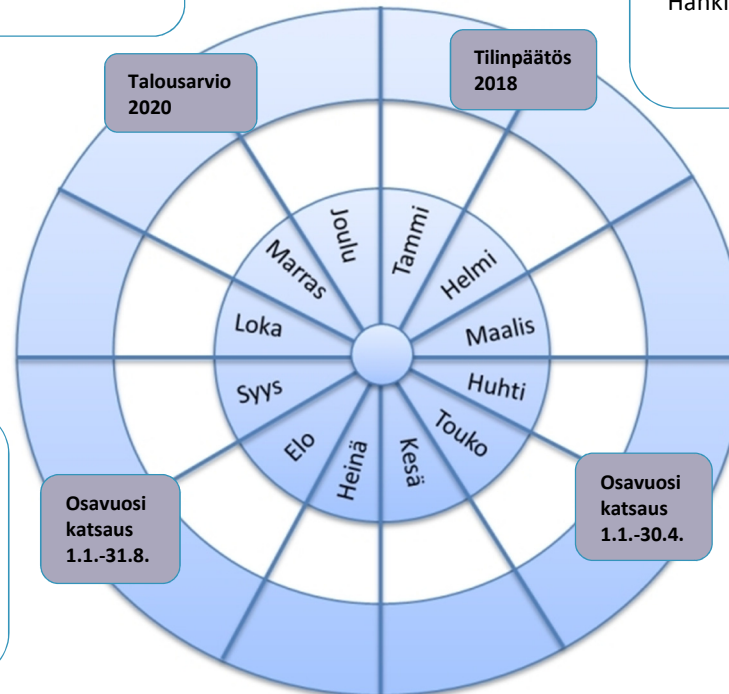 Hanki
Talousarvio
2020
Tilinpäätös
2018
Joulu
Tammi
Marras
Helmi
Loka
Maalis
Syys
Huhti
Elo
Touko
Heinä
Kesä
Osavuosi
katsaus
1.1.-31.8.
Osavuosi
katsaus
1.1.-30.4.